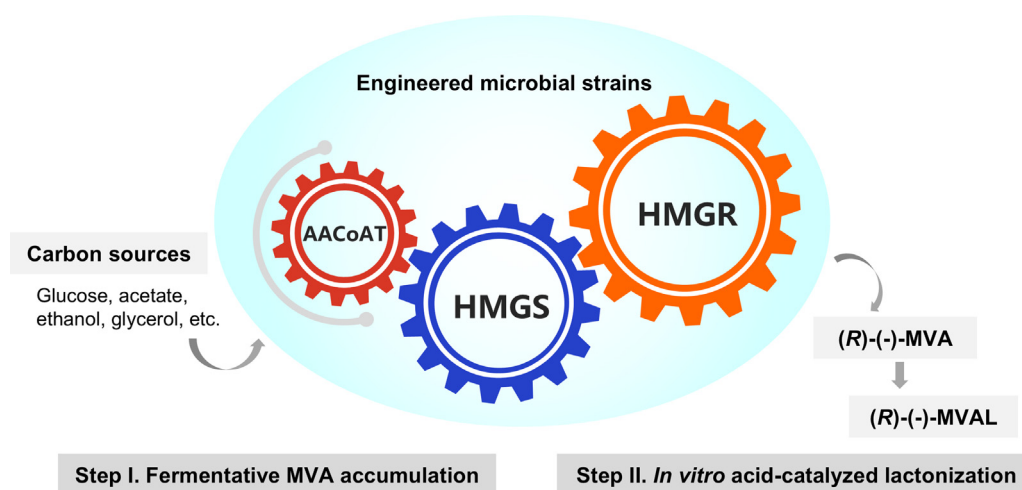 Engineered microbial strains
AACoAT
HMGS
HMGR
Carbon sources
Glucose, acetate,
ethanol, glycerol, etc.
(R)-(-)-MVA
(R)-(-)-MVAL
Step I. Fermentative MVA accumulation
Step II. In vitro acid-catalyzed lactonization